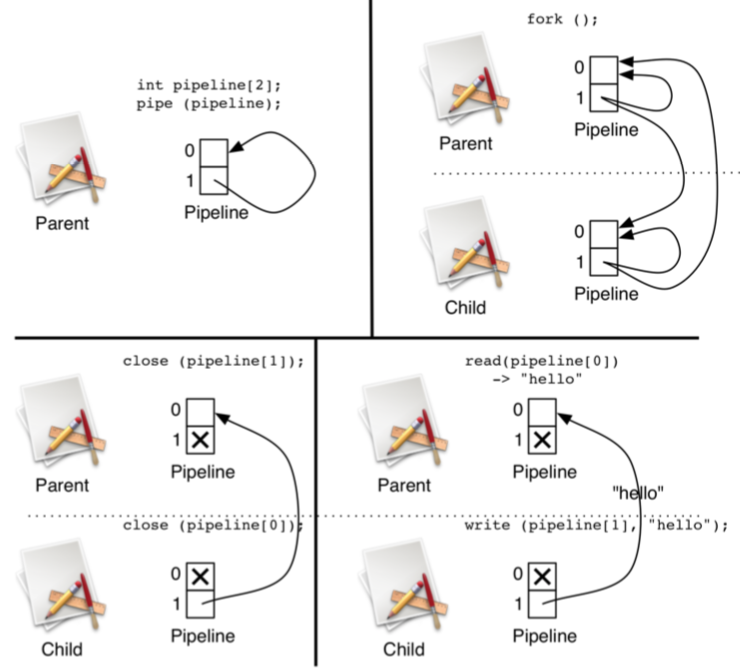 int pipeline[2];
pipe (pipeline);
0
1
Pipeline
Parent
fork ();
0
1
Pipeline
Parent
0
1
Pipeline
Child
close (pipeline[1]);
0
1
Pipeline
Parent
close (pipeline[0]);
0
1
Pipeline
Child
read(pipeline[0])
-> "hello"
0
1
Pipeline
Parent
"hello"
write (pipeline[1], "hello");
0
1
Pipeline
Child